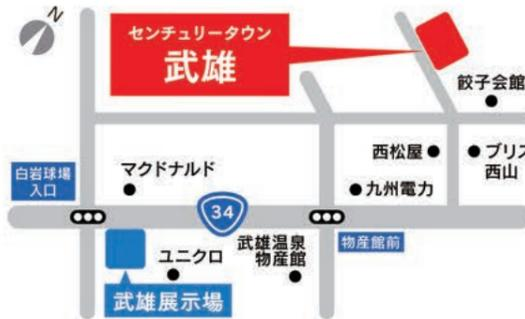 N
センチュリータウン
武雄
餃子会館
西松屋
ブリス
西山
白岩球場
入口
マクドナルド
九州電力
34
武雄温泉
物産館
物産館前
ユニクロ
武雄展示場